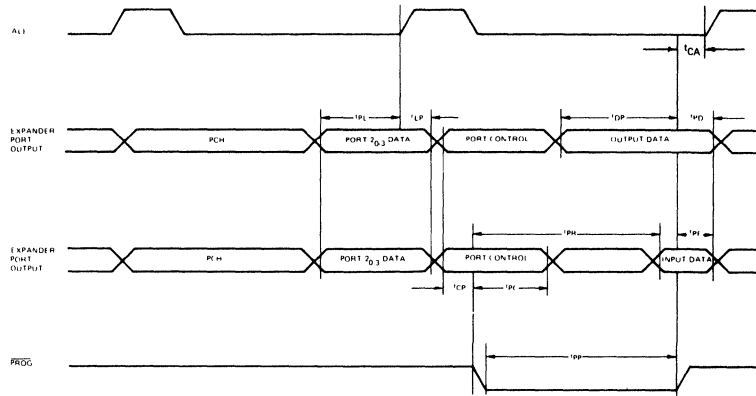 ALE
tCA
tPL
tLP
tDP
tPD
EXPANDER
PORT
OUTPUT
PCH
PORT 20-3 DATA
PORT CONTROL
OUTPUT DATA
tPR
tPF
EXPANDER
PORT
OUTPUT
PCH
PORT 20-3 DATA
PORT CONTROL
INPUT DATA
tCP
tPC
tPP
PROG